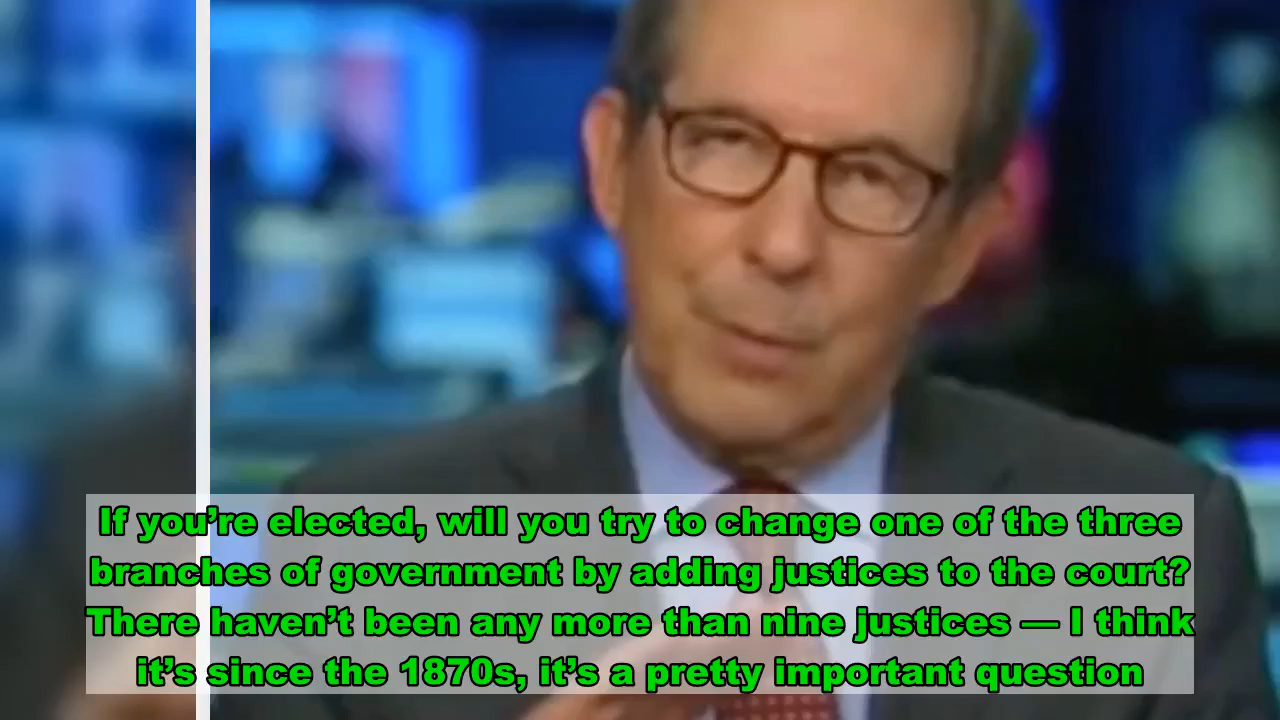 If you’re elected, will you try to change one of the three
branches of government by adding justices to the court?
There haven’t been any more than nine justices — I think
it’s since the 1870s, it’s a pretty important question